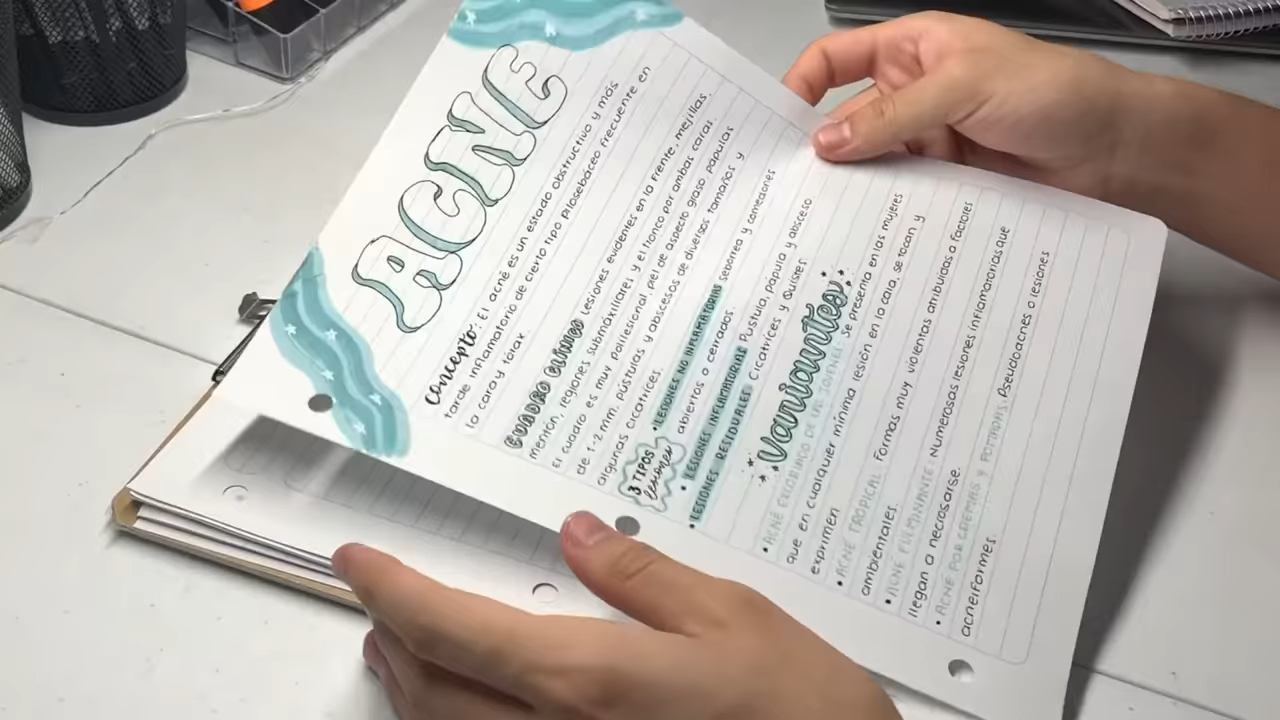 ACNE
Concepto: El acné es un estado obstructivo y más
tarde inflamatorio de cierto tipo pilosebáceo frecuente en
la cara y tórax.
CUADRO CLÍNICO Lesiones evidentes en la frente, mejillas,
mentón, regiones submáxilares y el tronco por ambas caras.
El cuadro es muy polilesional, piel de aspecto graso pápulas
de 1-2 mm, pústulas y abscesos de diversos tamaños y
algunas cicatrices.
3 TIPOS
lesiones
• LESIONES NO INFLAMATORIAS seborrea y comedones
abiertos o cerrados.
• LESIONES INFLAMATORIAS Pústula, pápula y absceso
• LESIONES RESIDUALES Cicatrices y Quistes
Variantes
• ACNÉ EXCORIADO DE LAS JOVENES Se presenta en las mujeres
que en cualquier mínima lesión en la cara, se tocan y
exprimen
• ACNÉ TROPICAL Formas muy violentas atribuidas a factores
ambientales.
• ACNÉ FULMINANTE: Numerosas lesiones inflamatorias que
llegan a necrosarse.
• ACNÉ POR CREMAS Y POMADAS: Pseudoacnes o lesiones
acneiformes